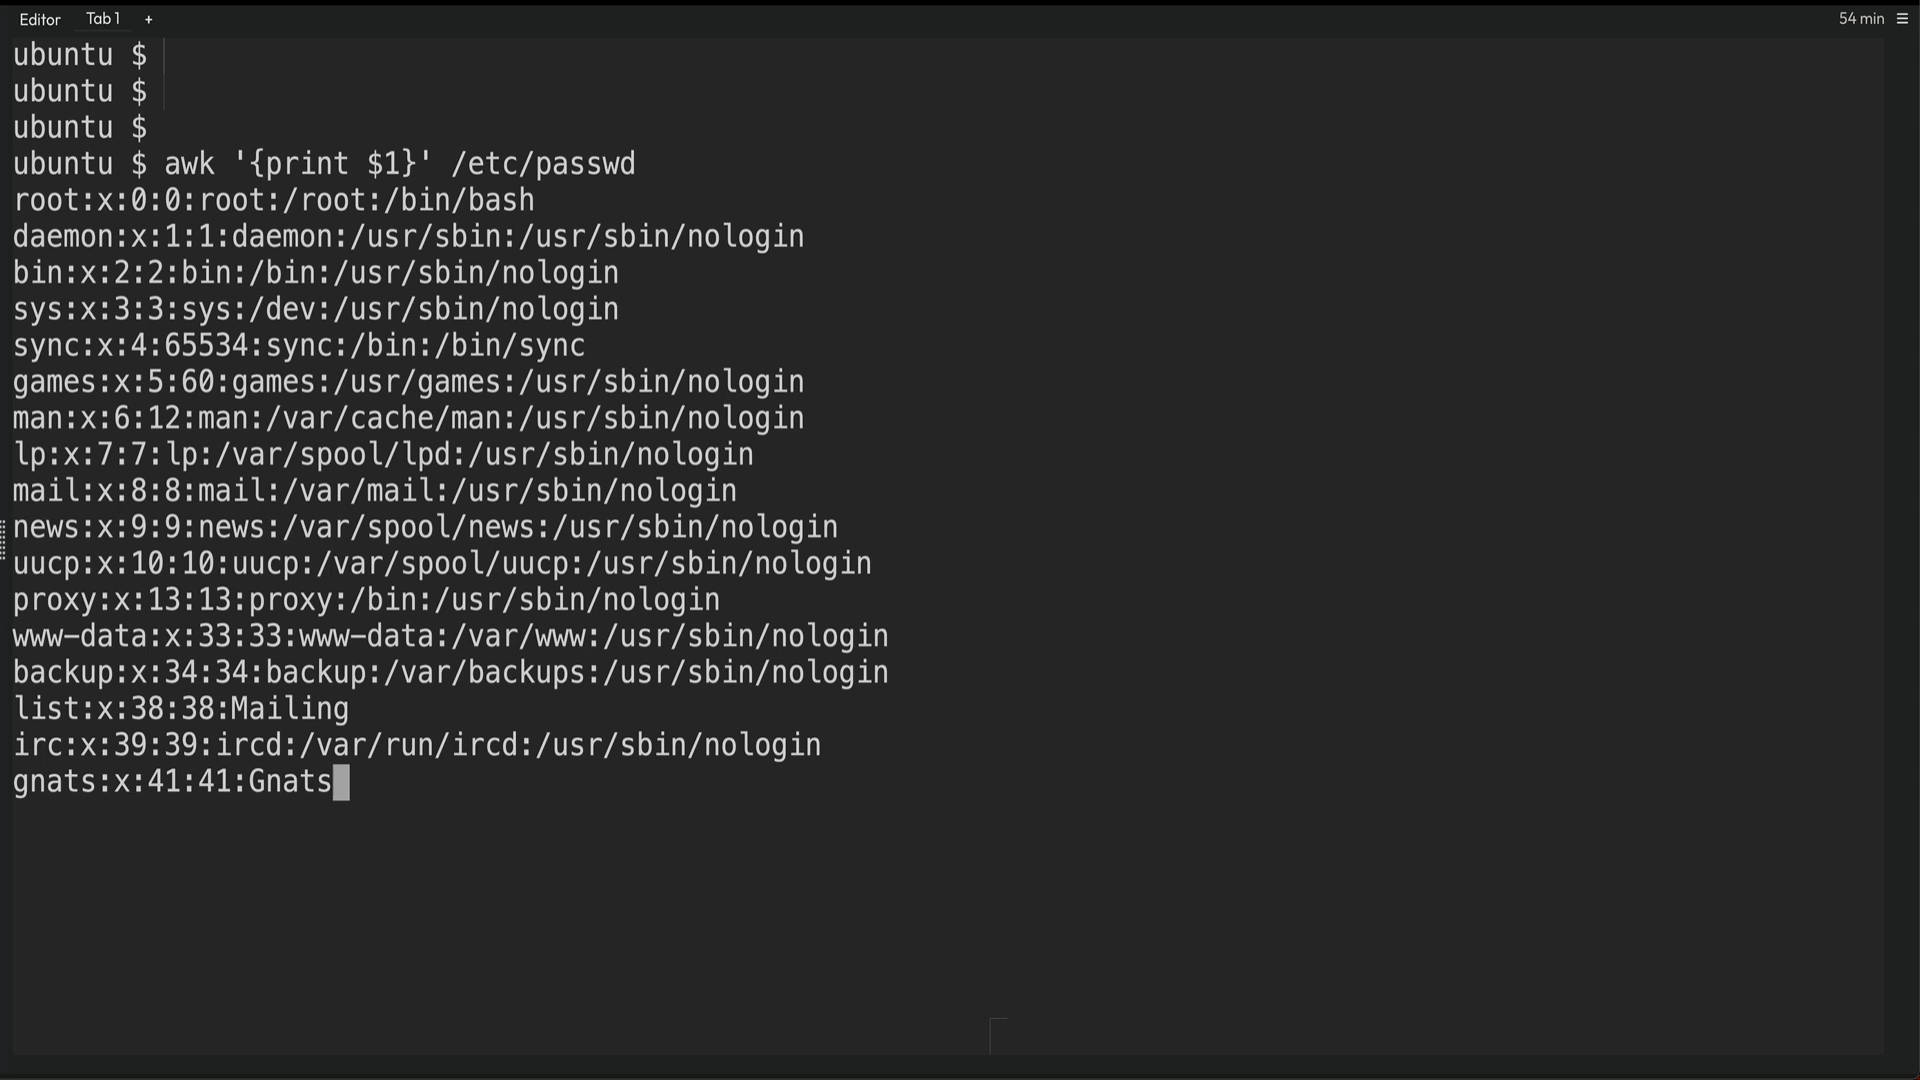 Editor Tab 1 + 54 min ☰
ubuntu $
ubuntu $
ubuntu $
ubuntu $ awk '{print $1}' /etc/passwd
root:x:0:0:root:/root:/bin/bash
daemon:x:1:1:daemon:/usr/sbin:/usr/sbin/nologin
bin:x:2:2:bin:/bin:/usr/sbin/nologin
sys:x:3:3:sys:/dev:/usr/sbin/nologin
sync:x:4:65534:sync:/bin:/bin/sync
games:x:5:60:games:/usr/games:/usr/sbin/nologin
man:x:6:12:man:/var/cache/man:/usr/sbin/nologin
lp:x:7:7:lp:/var/spool/lpd:/usr/sbin/nologin
mail:x:8:8:mail:/var/mail:/usr/sbin/nologin
news:x:9:9:news:/var/spool/news:/usr/sbin/nologin
uucp:x:10:10:uucp:/var/spool/uucp:/usr/sbin/nologin
proxy:x:13:13:proxy:/bin:/usr/sbin/nologin
www-data:x:33:33:www-data:/var/www:/usr/sbin/nologin
backup:x:34:34:backup:/var/backups:/usr/sbin/nologin
list:x:38:38:Mailing
irc:x:39:39:ircd:/var/run/ircd:/usr/sbin/nologin
gnats:x:41:41:Gnats